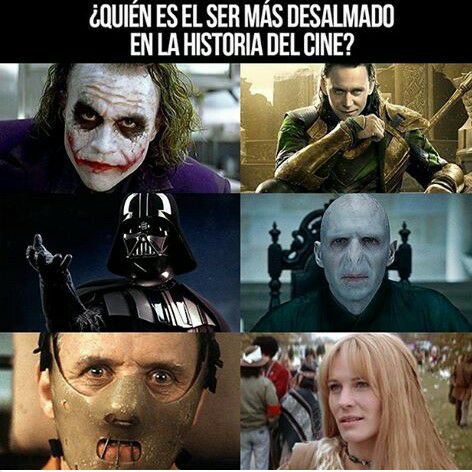 ¿QUIÉN ES EL SER MÁS DESALMADO
EN LA HISTORIA DEL CINE?